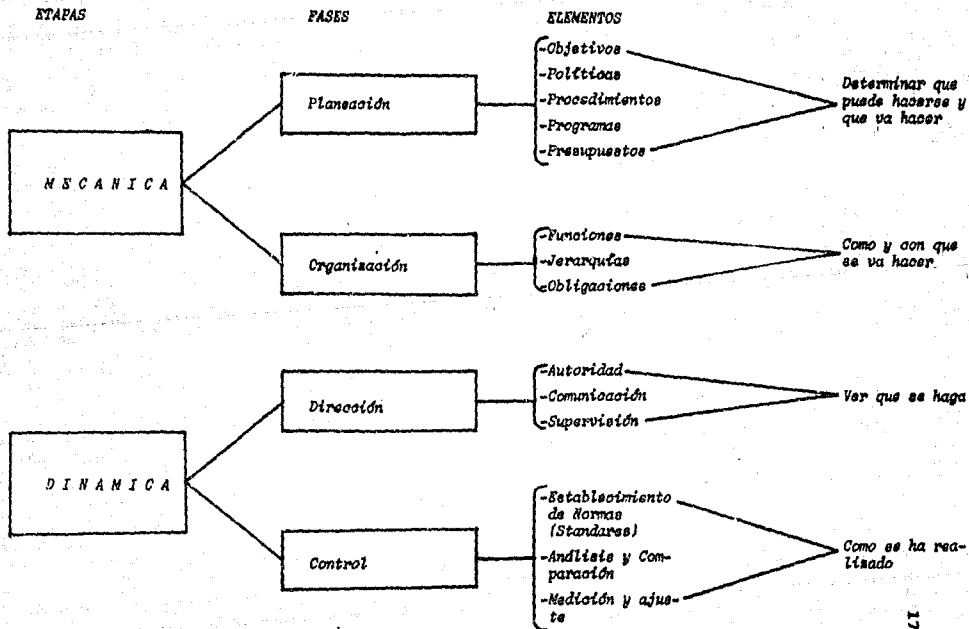 ETAPAS FASES ELEMENTOS
MECANICA
Planeación
-Objetivos
-Políticas
-Procedimientos
-Programas
-Presupuestos
Determinar que
puede hacerse y
que va hacer
Organización
-Funciones
-Jerarquías
-Obligaciones
Como y con que
se va hacer
DINAMICA
Dirección
-Autoridad
-Comunicación
-Supervisión
Ver que se haga
Control
-Establecimiento
de Normas
(Standares)
-Análisis y Com-
paración
-Medición y ajus-
te
Como se ha rea-
lizado
17